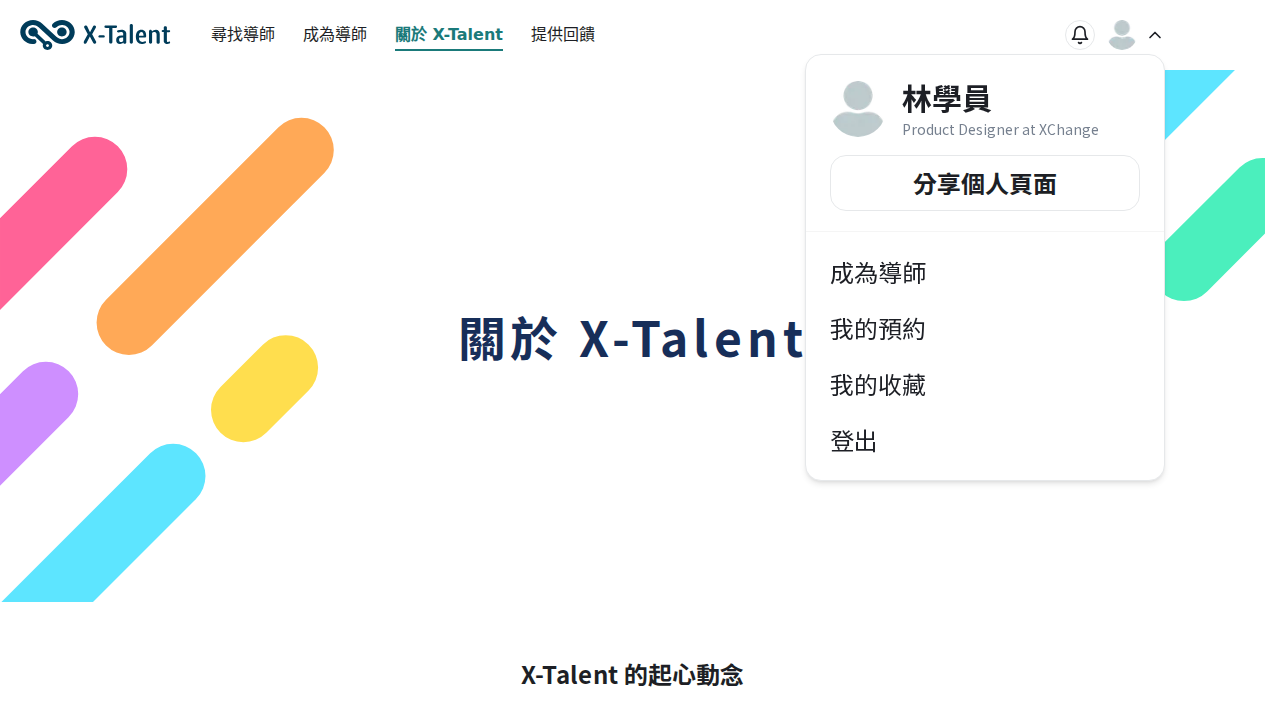 X-Talent
尋找導師
成為導師
關於 X-Talent
提供回饋
林學員
Product Designer at XChange
分享個人頁面
成為導師
我的預約
我的收藏
登出
關於 X-Talent
X-Talent 的起心動念